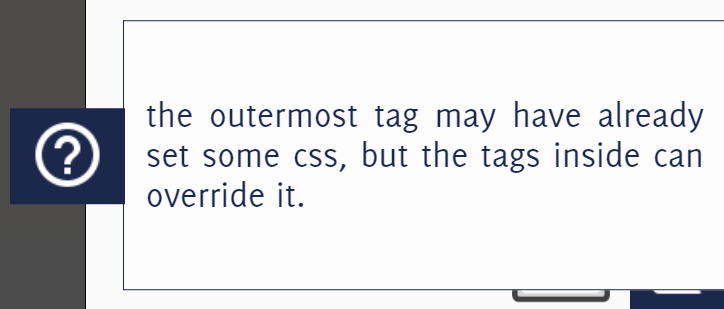 the outermost tag may have already
set some css, but the tags inside can
override it.